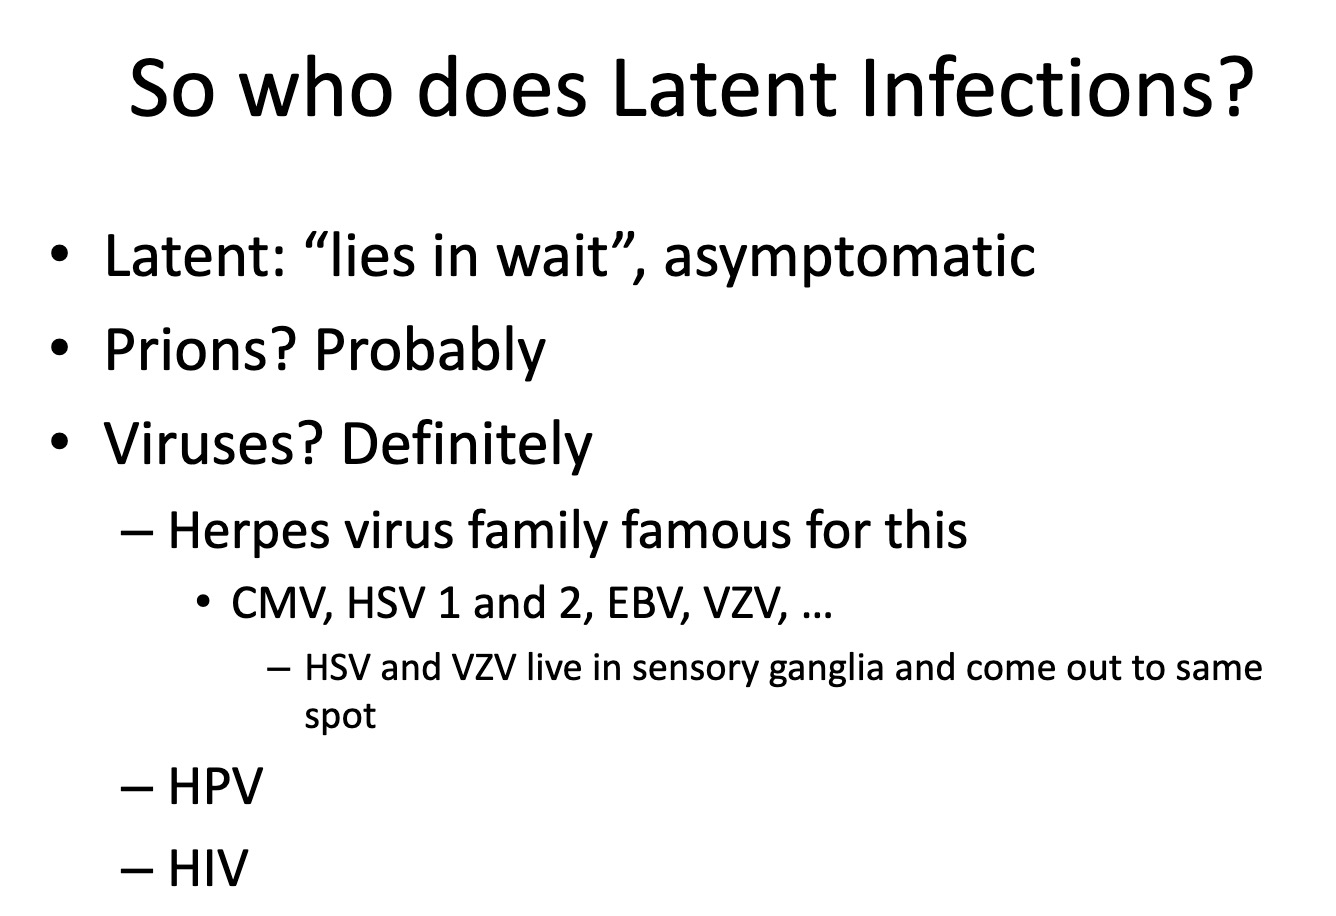 So who does Latent Infections?
• Latent: “lies in wait”, asymptomatic
• Prions? Probably
• Viruses? Definitely
– Herpes virus family famous for this
• CMV, HSV 1 and 2, EBV, VZV, …
– HSV and VZV live in sensory ganglia and come out to same
spot
– HPV
– HIV